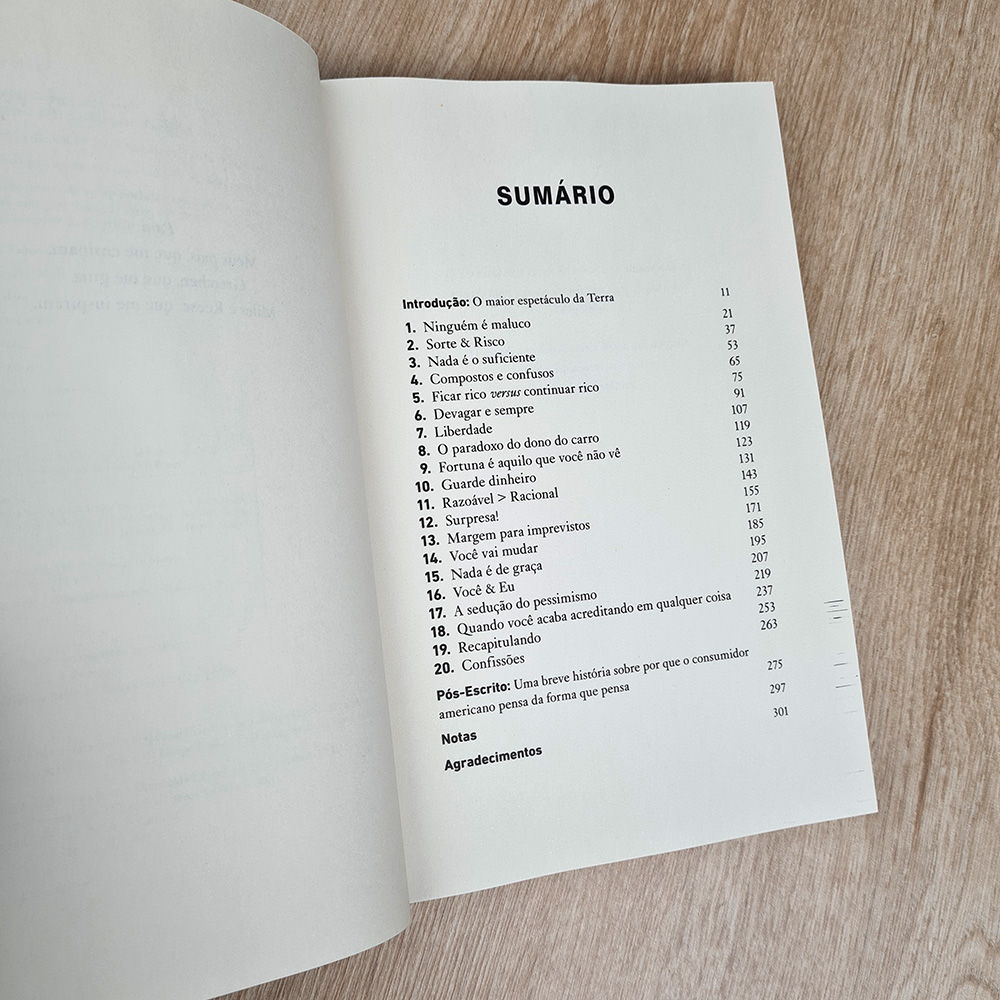 SUMÁRIO
Introdução: O maior espetáculo da Terra 11
1. Ninguém é maluco 21
2. Sorte & Risco 37
3. Nada é o suficiente 53
4. Compostos e confusos 65
5. Ficar rico versus continuar rico 75
6. Devagar e sempre 91
7. Liberdade 107
8. O paradoxo do dono do carro 119
9. Fortuna é aquilo que você não vê 123
10. Guarde dinheiro 131
11. Razoável > Racional 143
12. Surpresa! 155
13. Margem para imprevistos 171
14. Você vai mudar 185
15. Nada é de graça 195
16. Você & Eu 207
17. A sedução do pessimismo 219
18. Quando você acaba acreditando em qualquer coisa 237
19. Recapitulando 253
20. Confissões 263
Pós-Escrito: Uma breve história sobre por que o consumidor
americano pensa da forma que pensa 275
Notas 297
Agradecimentos 301